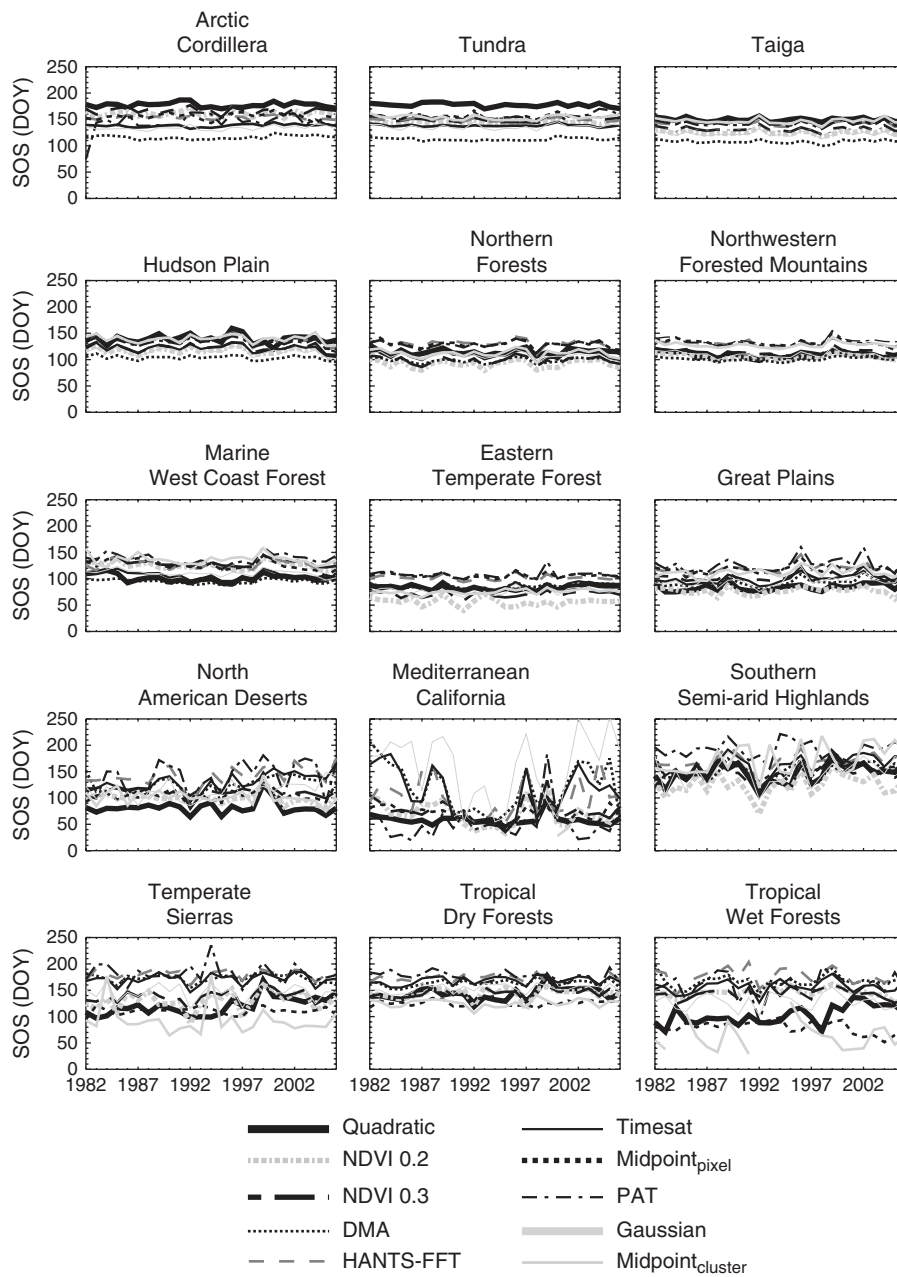 Arctic
Cordillera
Tundra
Taiga
SOS (DOY)
250
200
150
100
50
0
Hudson Plain
Northern
Forests
Northwestern
Forested Mountains
SOS (DOY)
250
200
150
100
50
0
Marine
West Coast Forest
Eastern
Temperate Forest
Great Plains
SOS (DOY)
250
200
150
100
50
0
North
American Deserts
Mediterranean
California
Southern
Semi-arid Highlands
SOS (DOY)
250
200
150
100
50
0
Temperate
Sierras
Tropical
Dry Forests
Tropical
Wet Forests
SOS (DOY)
250
200
150
100
50
0
1982 1987 1992 1997 2002
1982 1987 1992 1997 2002
1982 1987 1992 1997 2002
Quadratic
NDVI 0.2
NDVI 0.3
DMA
HANTS-FFT
Timesat
Midpointpixel
PAT
Gaussian
Midpointcluster